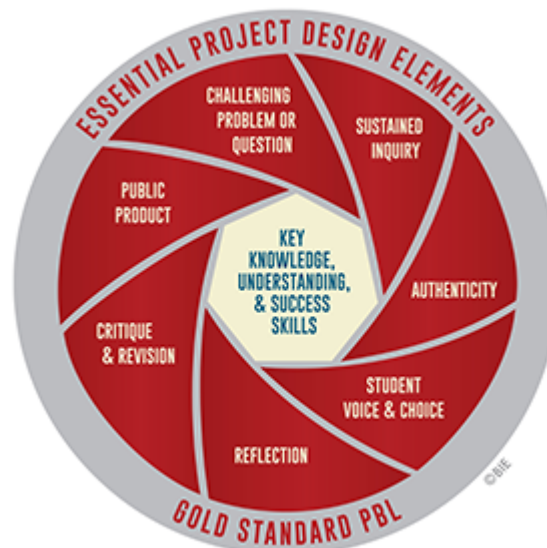 ESSENTIAL PROJECT DESIGN ELEMENTS
CHALLENGING
PROBLEM OR
QUESTION
SUSTAINED
INQUIRY
AUTHENTICITY
STUDENT
VOICE & CHOICE
REFLECTION
CRITIQUE
& REVISION
PUBLIC
PRODUCT
KEY
KNOWLEDGE,
UNDERSTANDING,
& SUCCESS
SKILLS
GOLD STANDARD PBL
©BIE